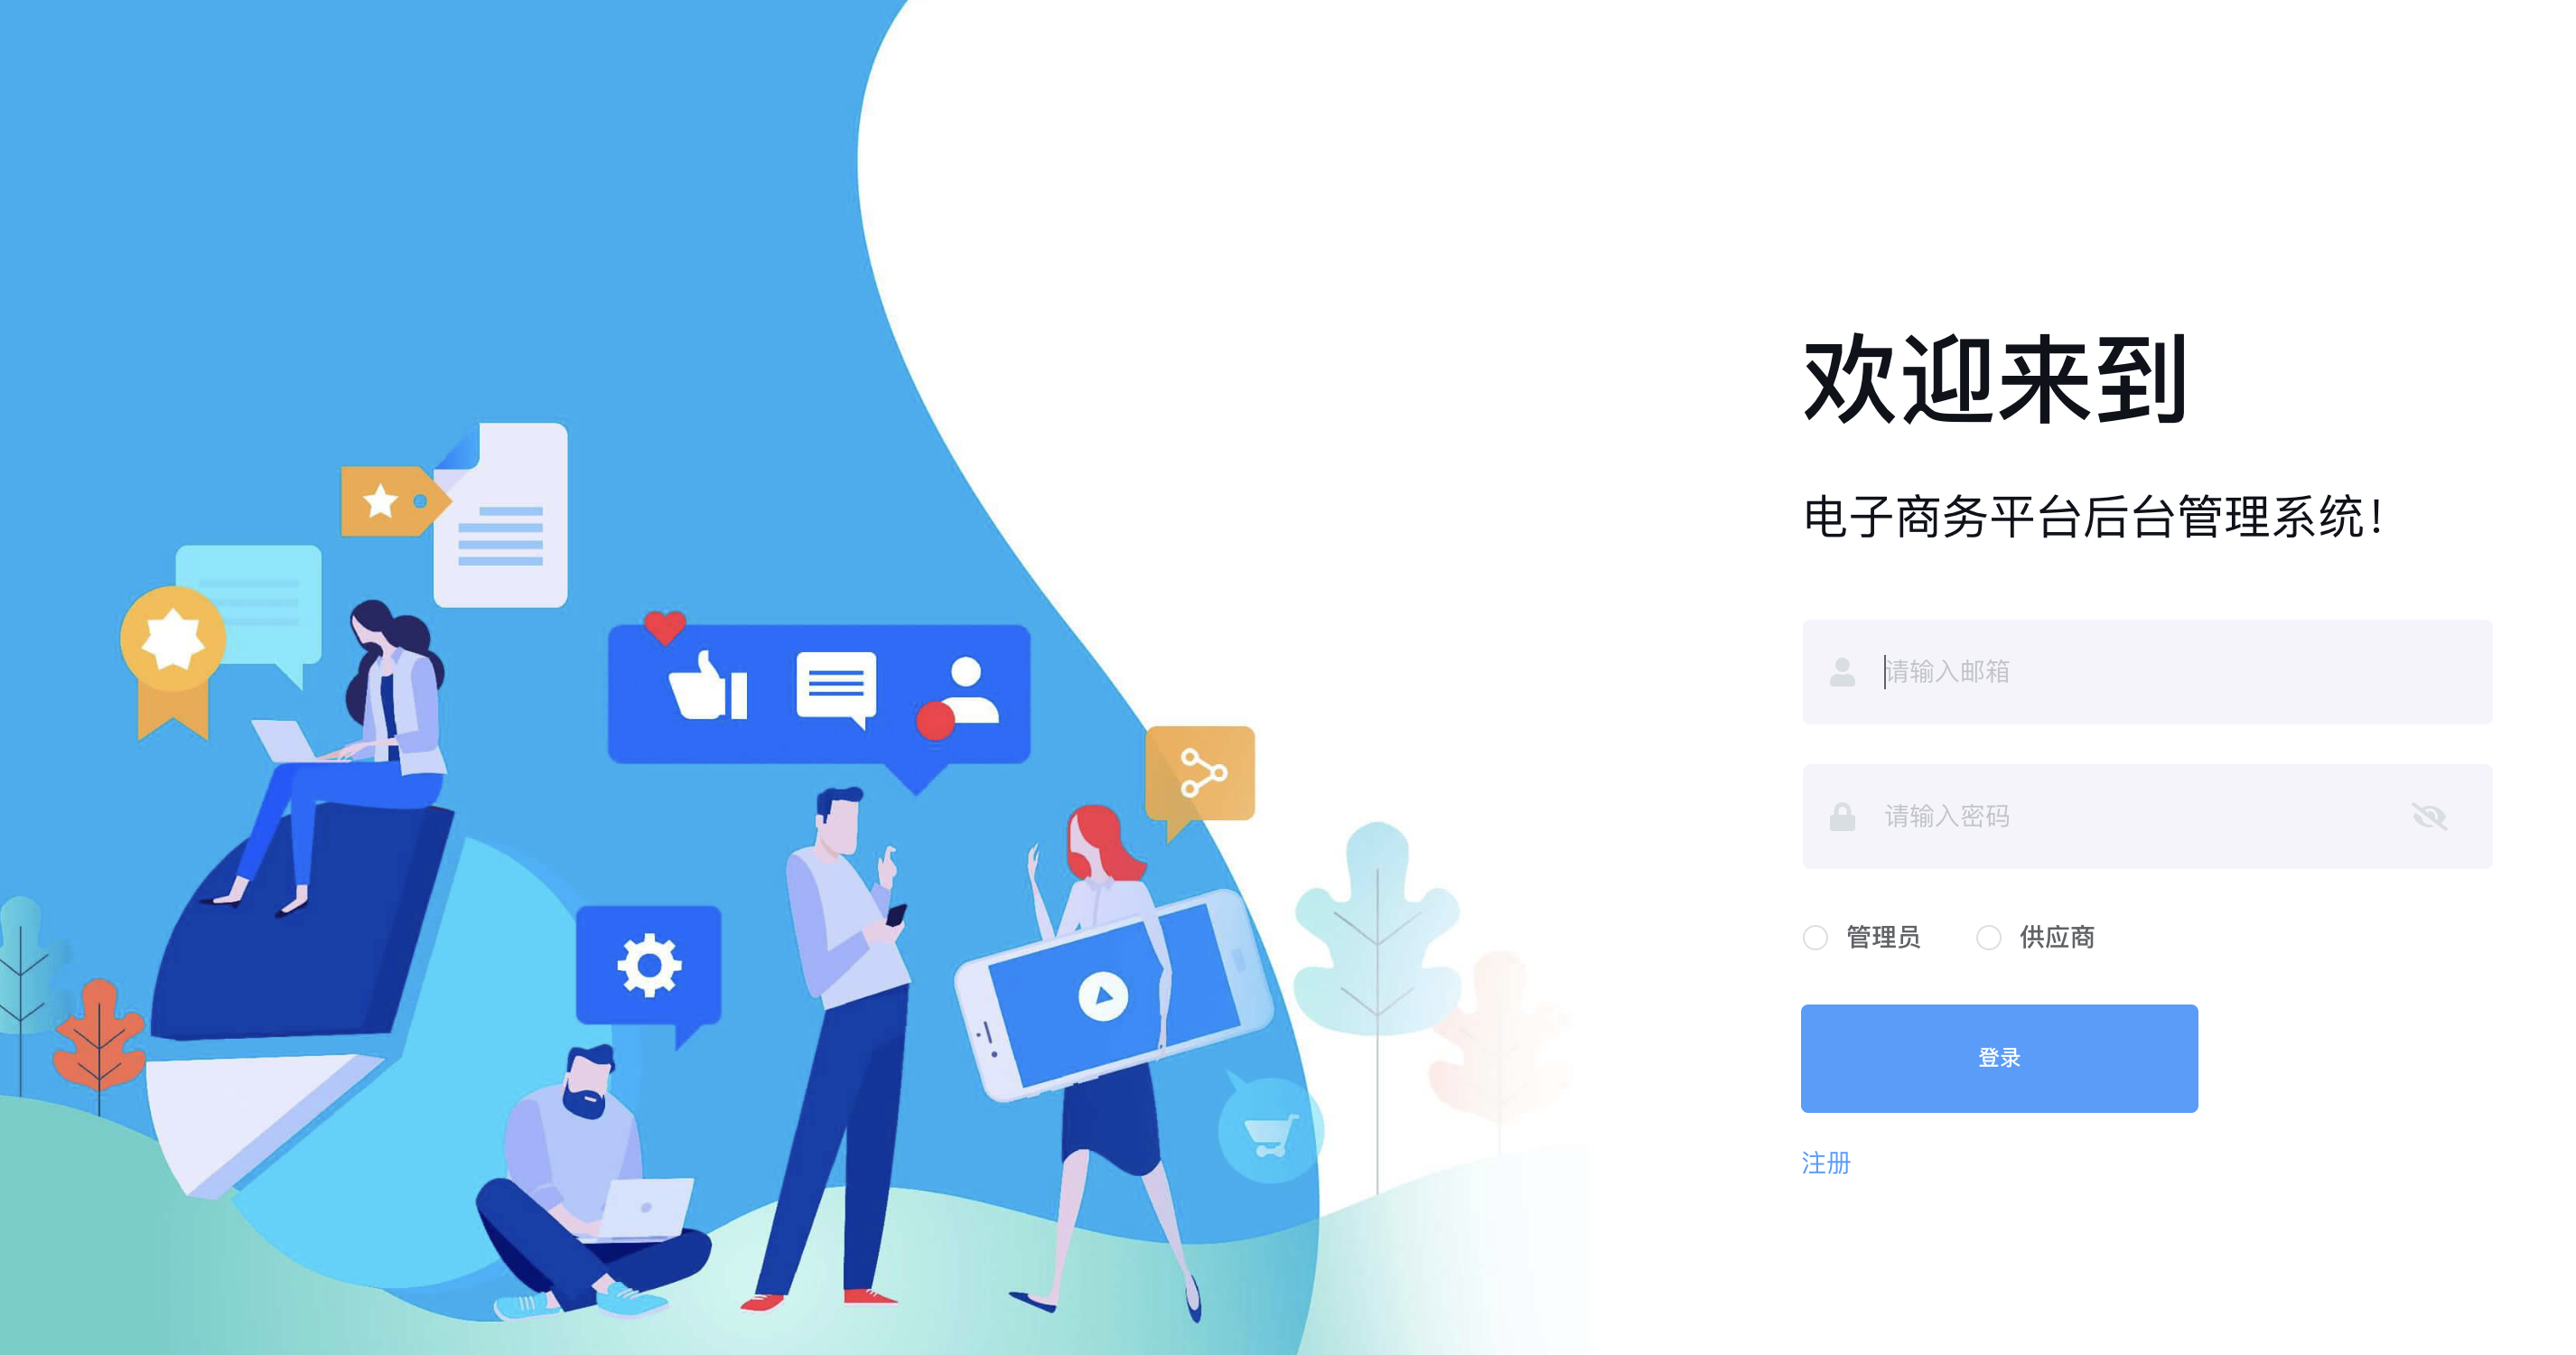 欢迎来到
电子商务平台后台管理系统！
请输入邮箱
请输入密码
管理员 供应商
登录
注册